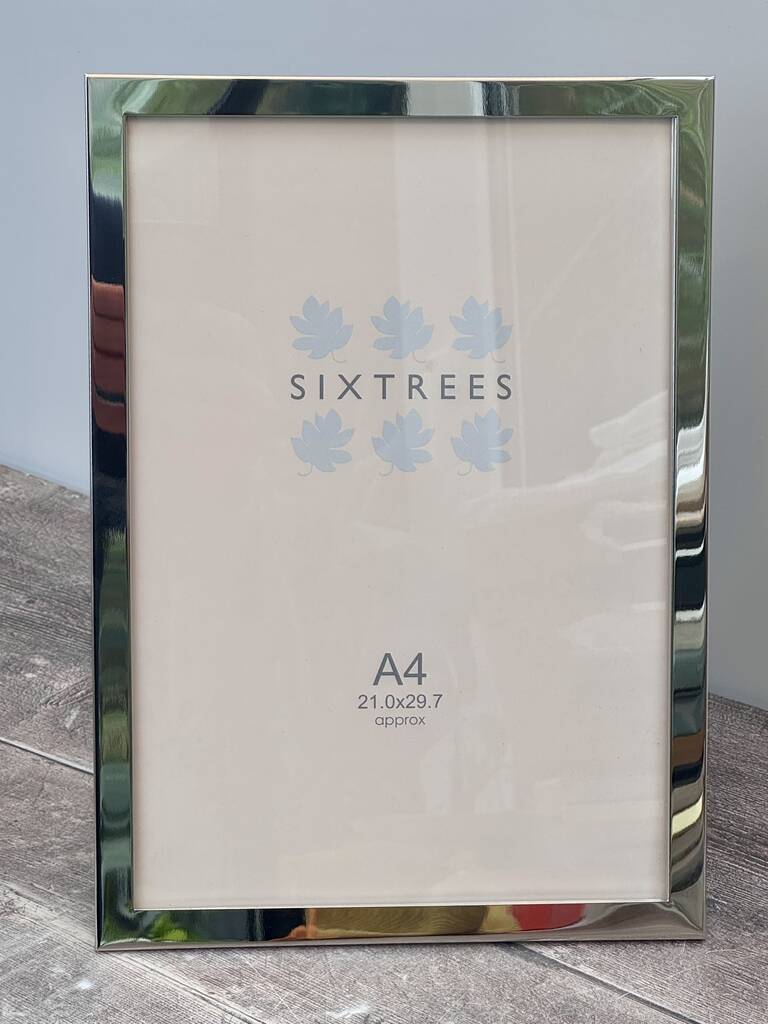 SIXTREES
A4
21.0x29.7
approx